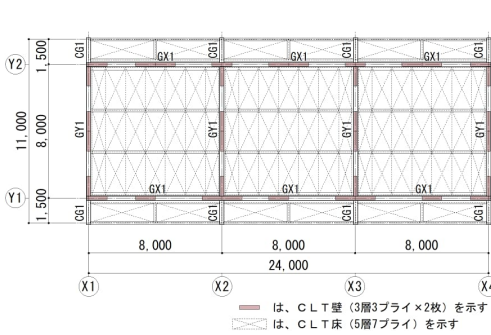 CG1 CG1 CG1 CG1
Y2 GX1 GX1 GX1
1,500
11,000
8,000
GY1 GY1 GY1 GY1
GX1 GX1 GX1
Y1
1,500
CG1 CG1 CG1 CG1
8,000 8,000 8,000
24,000
X1 X2 X3 X4
は、CLT壁（3層3プライ×2枚）を示す
は、CLT床（5層7プライ）を示す